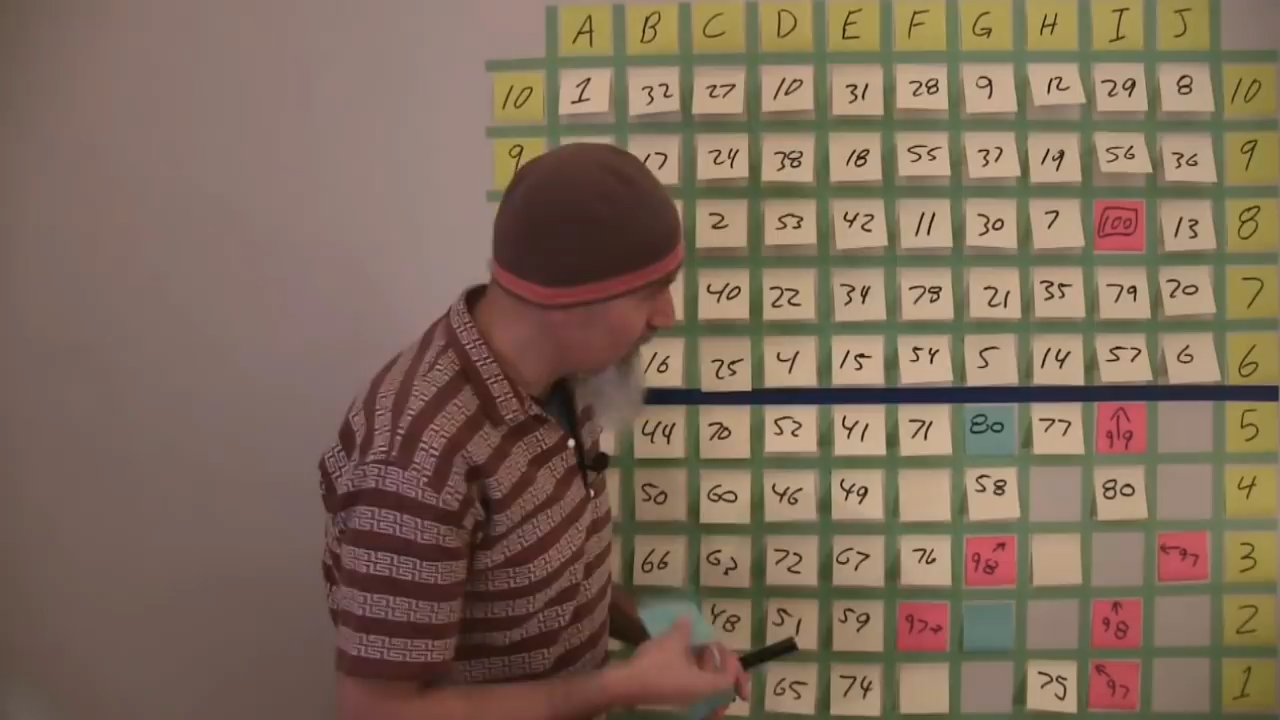 A B C D E F G H I J
10 1 32 27 10 31 28 9 12 29 8 10
9 17 24 38 18 55 37 19 56 36 9
2 53 42 11 30 7 100 13 8
40 22 34 78 21 35 79 20 7
16 25 4 15 54 5 14 57 6 6
44 70 52 41 71 80 77 ↑ 99 5
50 60 46 49 58 80 4
66 63 72 67 76 98↗ ←97 3
48 51 59 97→ ↑ 98 2
65 74 75 ↖97 1